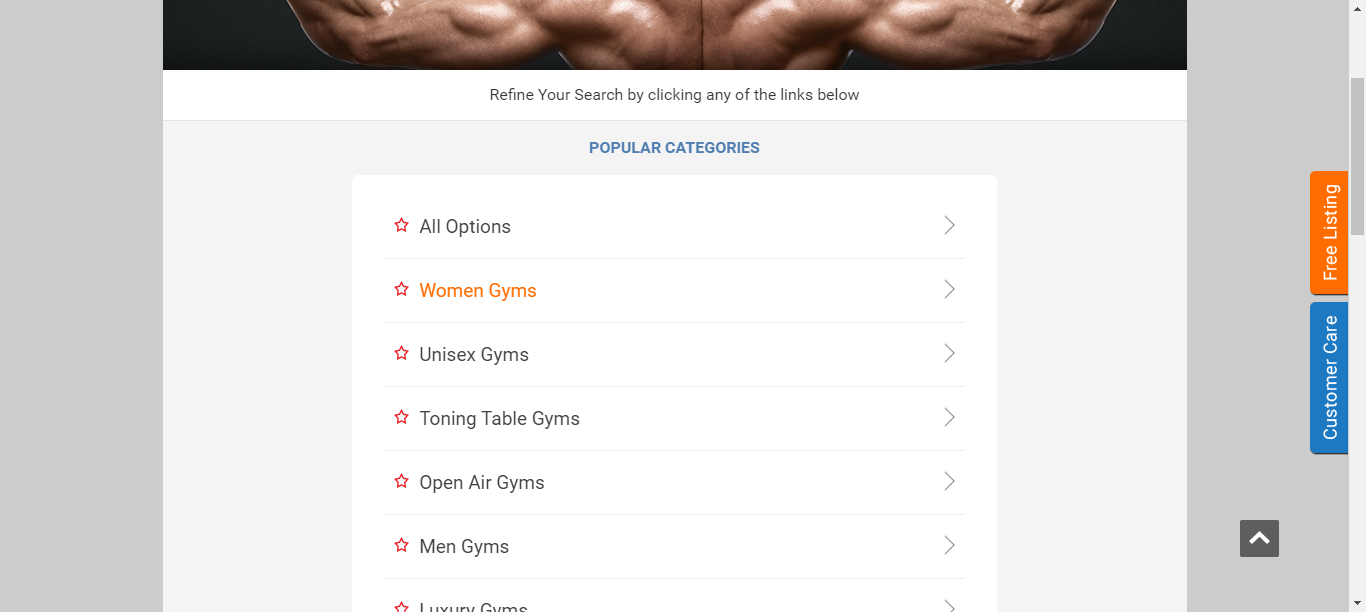 Refine Your Search by clicking any of the links below
POPULAR CATEGORIES
All Options
Women Gyms
Unisex Gyms
Toning Table Gyms
Open Air Gyms
Men Gyms
Luxury Gyms
Free Listing
Customer Care